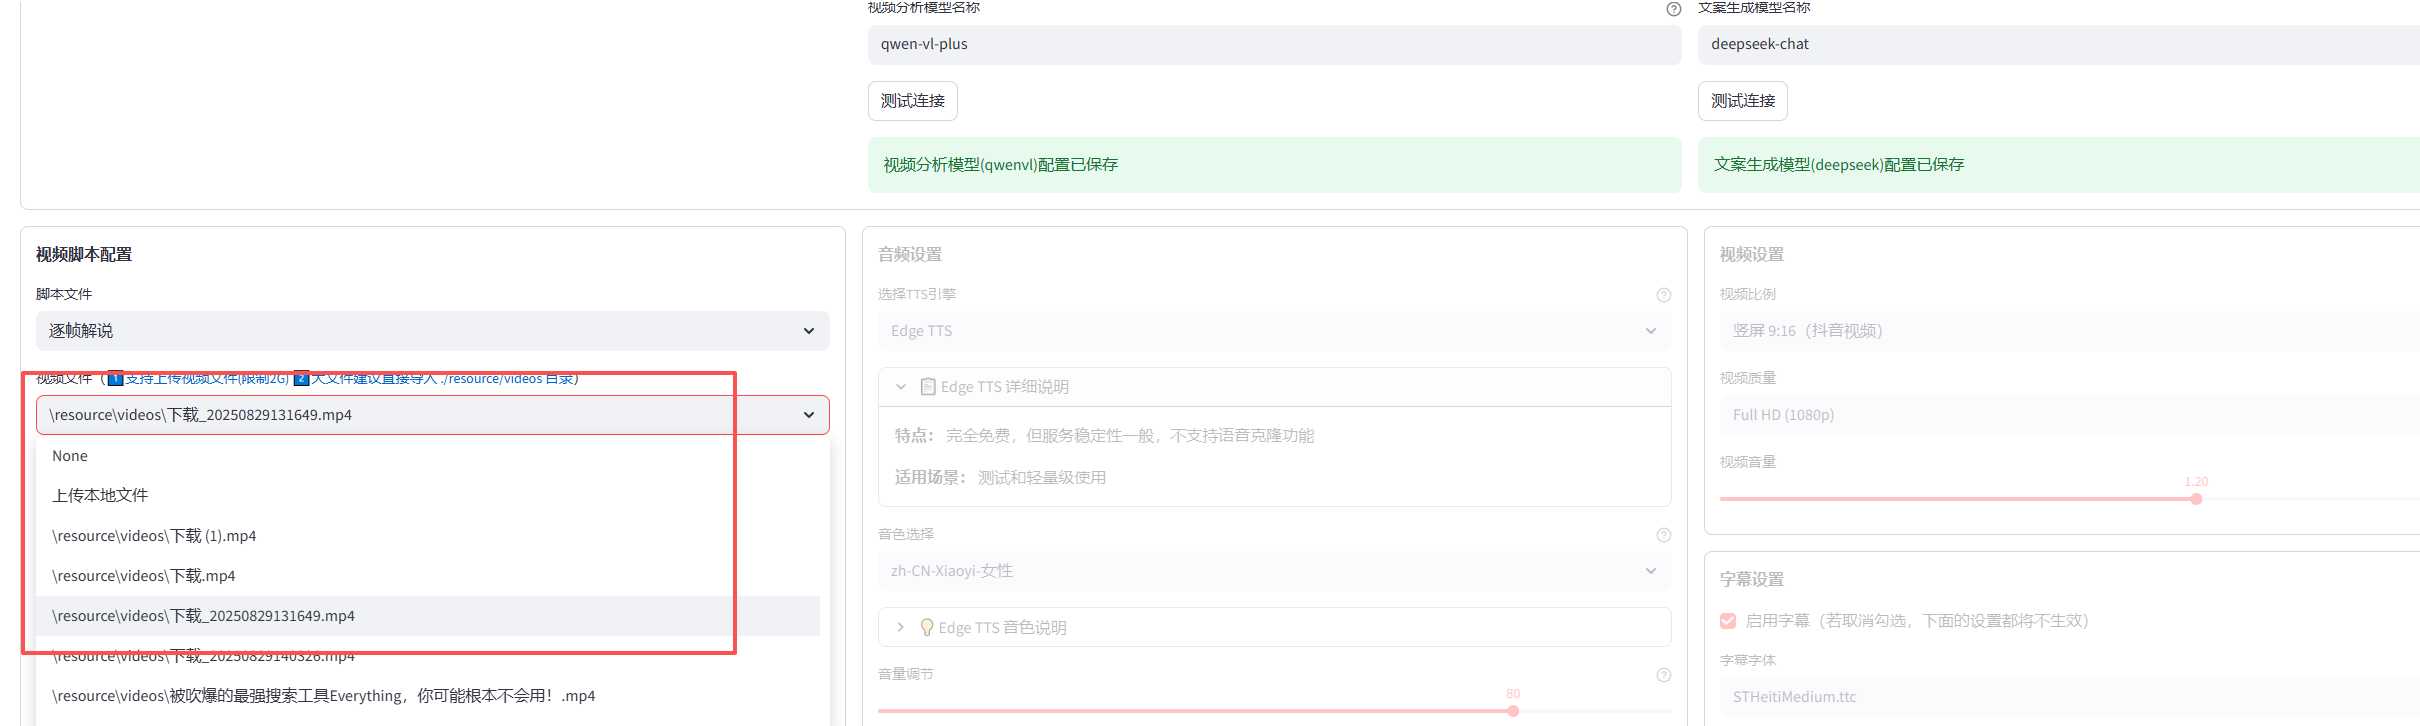 视频分析模型名称
文案生成模型名称
qwen-vl-plus
deepseek-chat
测试连接
测试连接
视频分析模型(qwenvl)配置已保存
文案生成模型(deepseek)配置已保存
视频脚本配置
脚本文件
逐帧解说
视频文件（1️⃣支持上传视频文件(限制2G) 2️⃣大文件建议直接导入 ./resource/videos 目录）
\resource\videos\下载_20250829131649.mp4
None
上传本地文件
\resource\videos\下载 (1).mp4
\resource\videos\下载.mp4
\resource\videos\下载_20250829131649.mp4
\resource\videos\下载_20250829140326.mp4
\resource\videos\被吹爆的最强搜索工具Everything，你可能根本不会用！.mp4
音频设置
选择TTS引擎
Edge TTS
📋 Edge TTS 详细说明
特点： 完全免费，但服务稳定性一般，不支持语音克隆功能
适用场景： 测试和轻量级使用
音色选择
zh-CN-Xiaoyi-女性
💡 Edge TTS 音色说明
音量调节
80
视频设置
视频比例
竖屏 9:16（抖音视频）
视频质量
Full HD (1080p)
视频音量
1.20
字幕设置
启用字幕（若取消勾选，下面的设置都将不生效）
字幕字体
STHeitiMedium.ttc